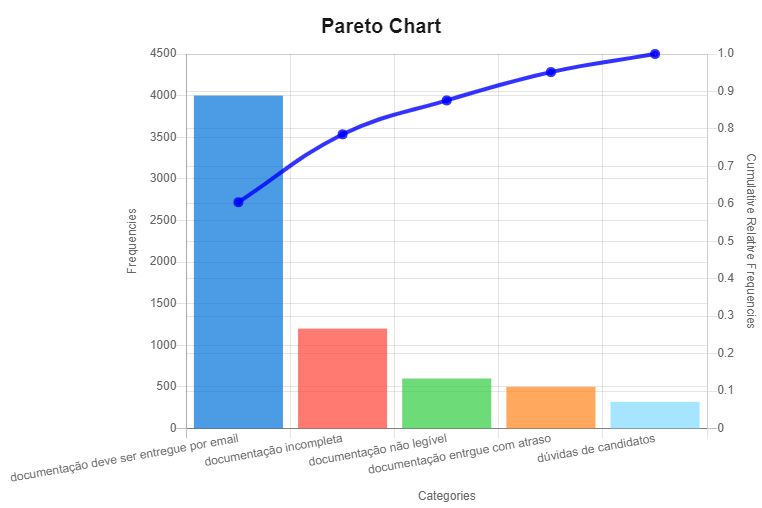 Pareto Chart
4500
4000
3500
3000
2500
2000
1500
1000
500
0
Frequencies
1.0
0.9
0.8
0.7
0.6
0.5
0.4
0.3
0.2
0.1
0
Cumulative Relative Frequencies
documentação deve ser entregue por email
documentação incompleta
documentação não legível
documentação entrgue com atraso
dúvidas de candidatos
Categories